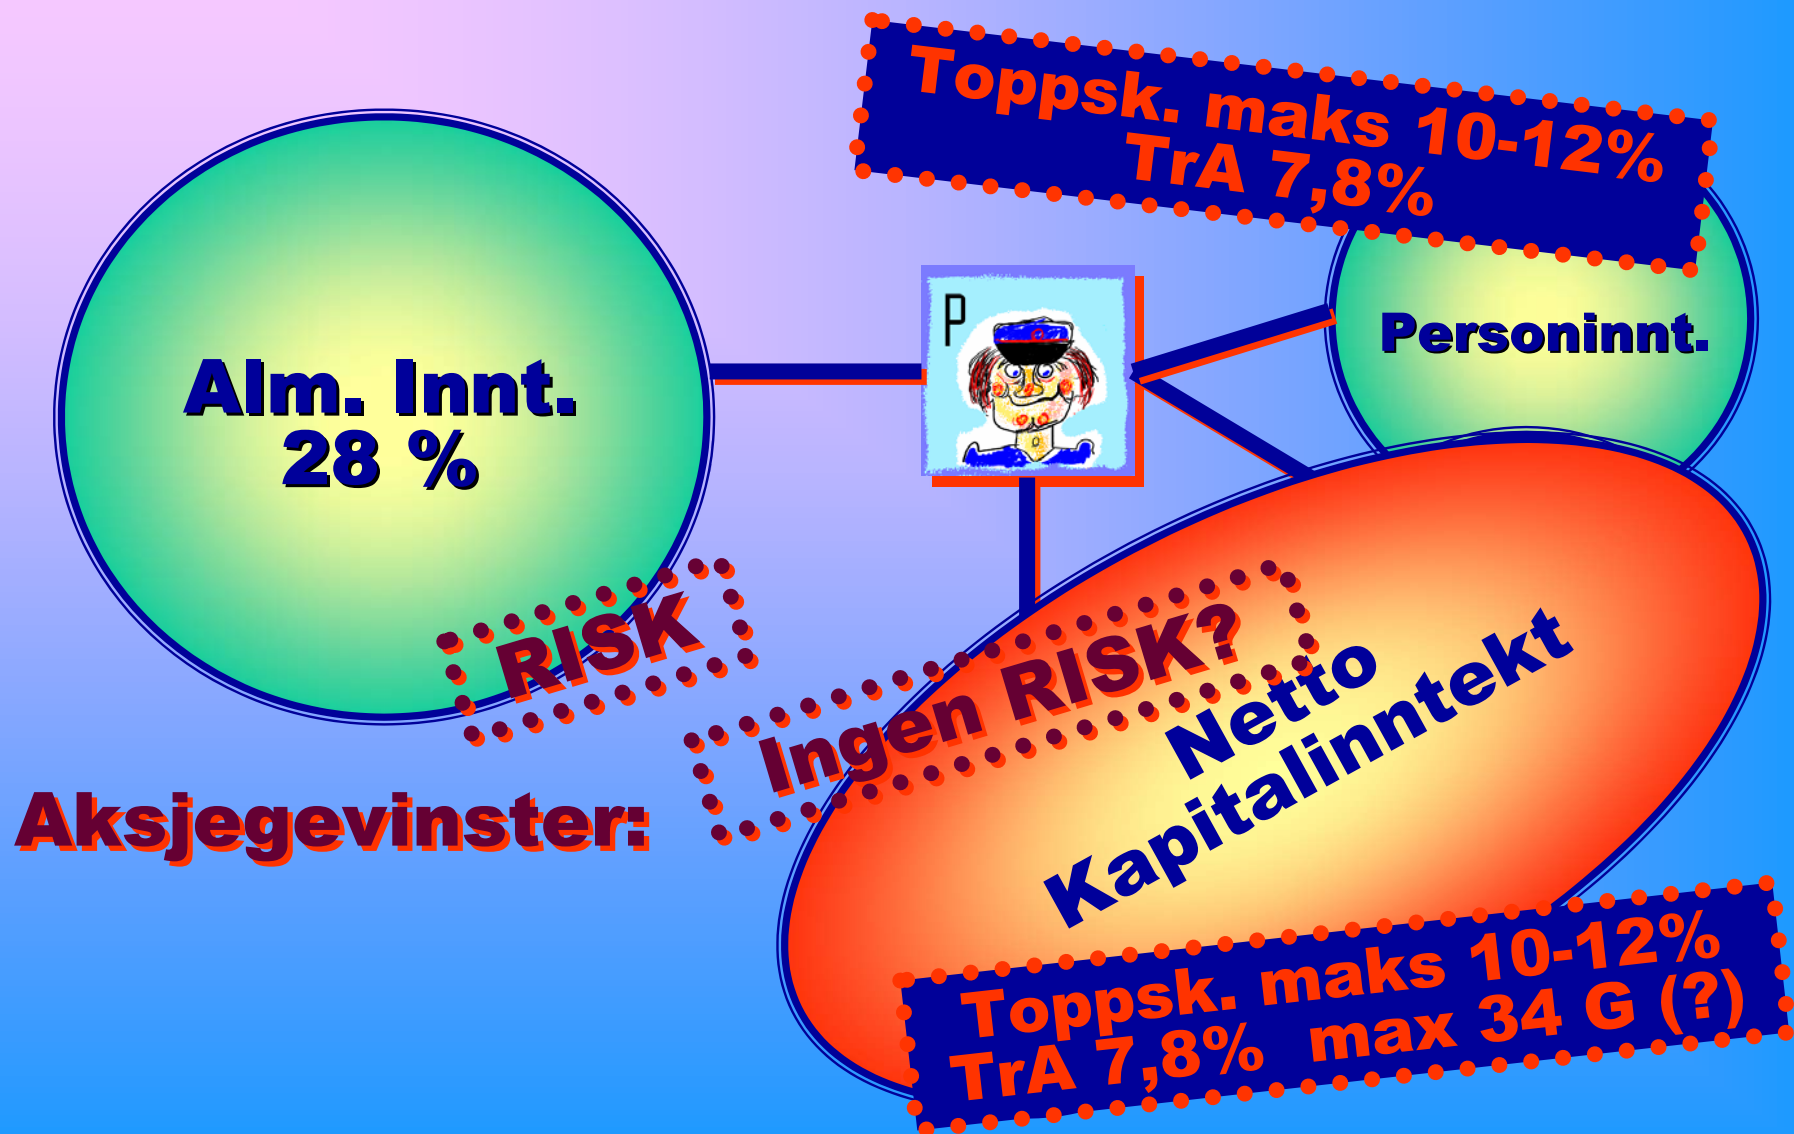 Toppsk. maks 10-12%
TrA 7,8%
Alm. Innt.
28 %
P
Personinnt.
RISK
Ingen RISK?
Netto
Kapitalinntekt
Aksjegevinster:
Toppsk. maks 10-12%
TrA 7,8% max 34 G (?)